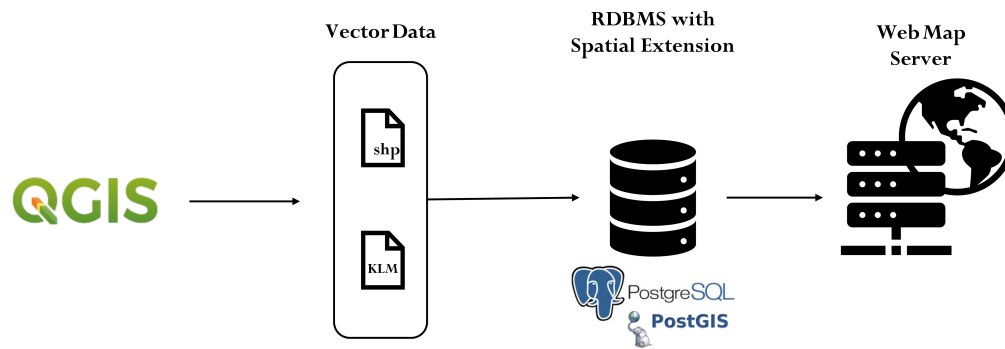 QGIS
Vector Data
shp
KLM
RDBMS with
Spatial Extension
PostgreSQL
PostGIS
Web Map
Server